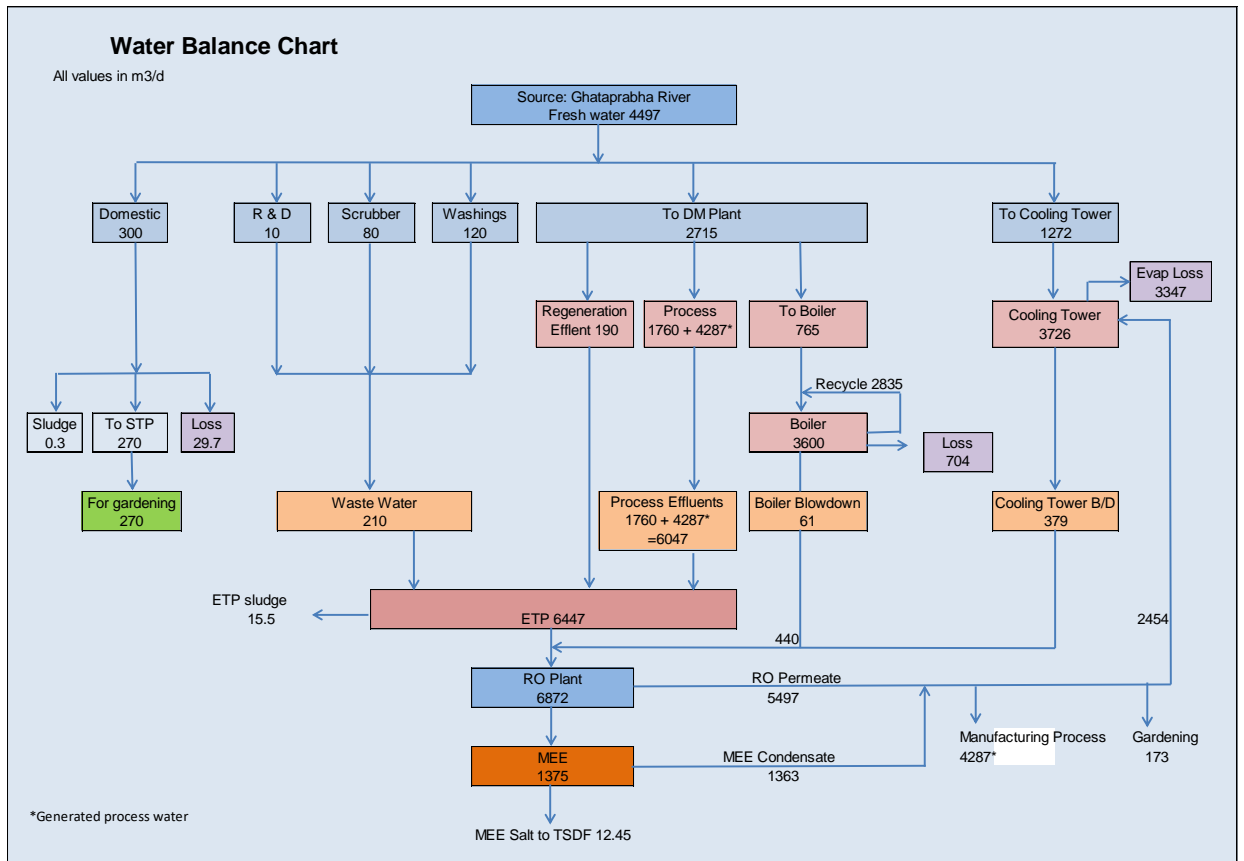 Water Balance Chart
All values in m3/d
Source: Ghataprabha River
Fresh water 4497
Domestic
300
R & D
10
Scrubber
80
Washings
120
To DM Plant
2715
To Cooling Tower
1272
Evap Loss
3347
Regeneration
Efflent 190
Process
1760 + 4287*
To Boiler
765
Cooling Tower
3726
Recycle 2835
Sludge
0.3
To STP
270
Loss
29.7
Boiler
3600
Loss
704
For gardening
270
Waste Water
210
Process Effluents
1760 + 4287*
=6047
Boiler Blowdown
61
Cooling Tower B/D
379
ETP sludge
15.5
ETP 6447
440
2454
RO Plant
6872
RO Permeate
5497
Manufacturing Process
4287*
Gardening
173
MEE
1375
MEE Condensate
1363
*Generated process water
MEE Salt to TSDF 12.45